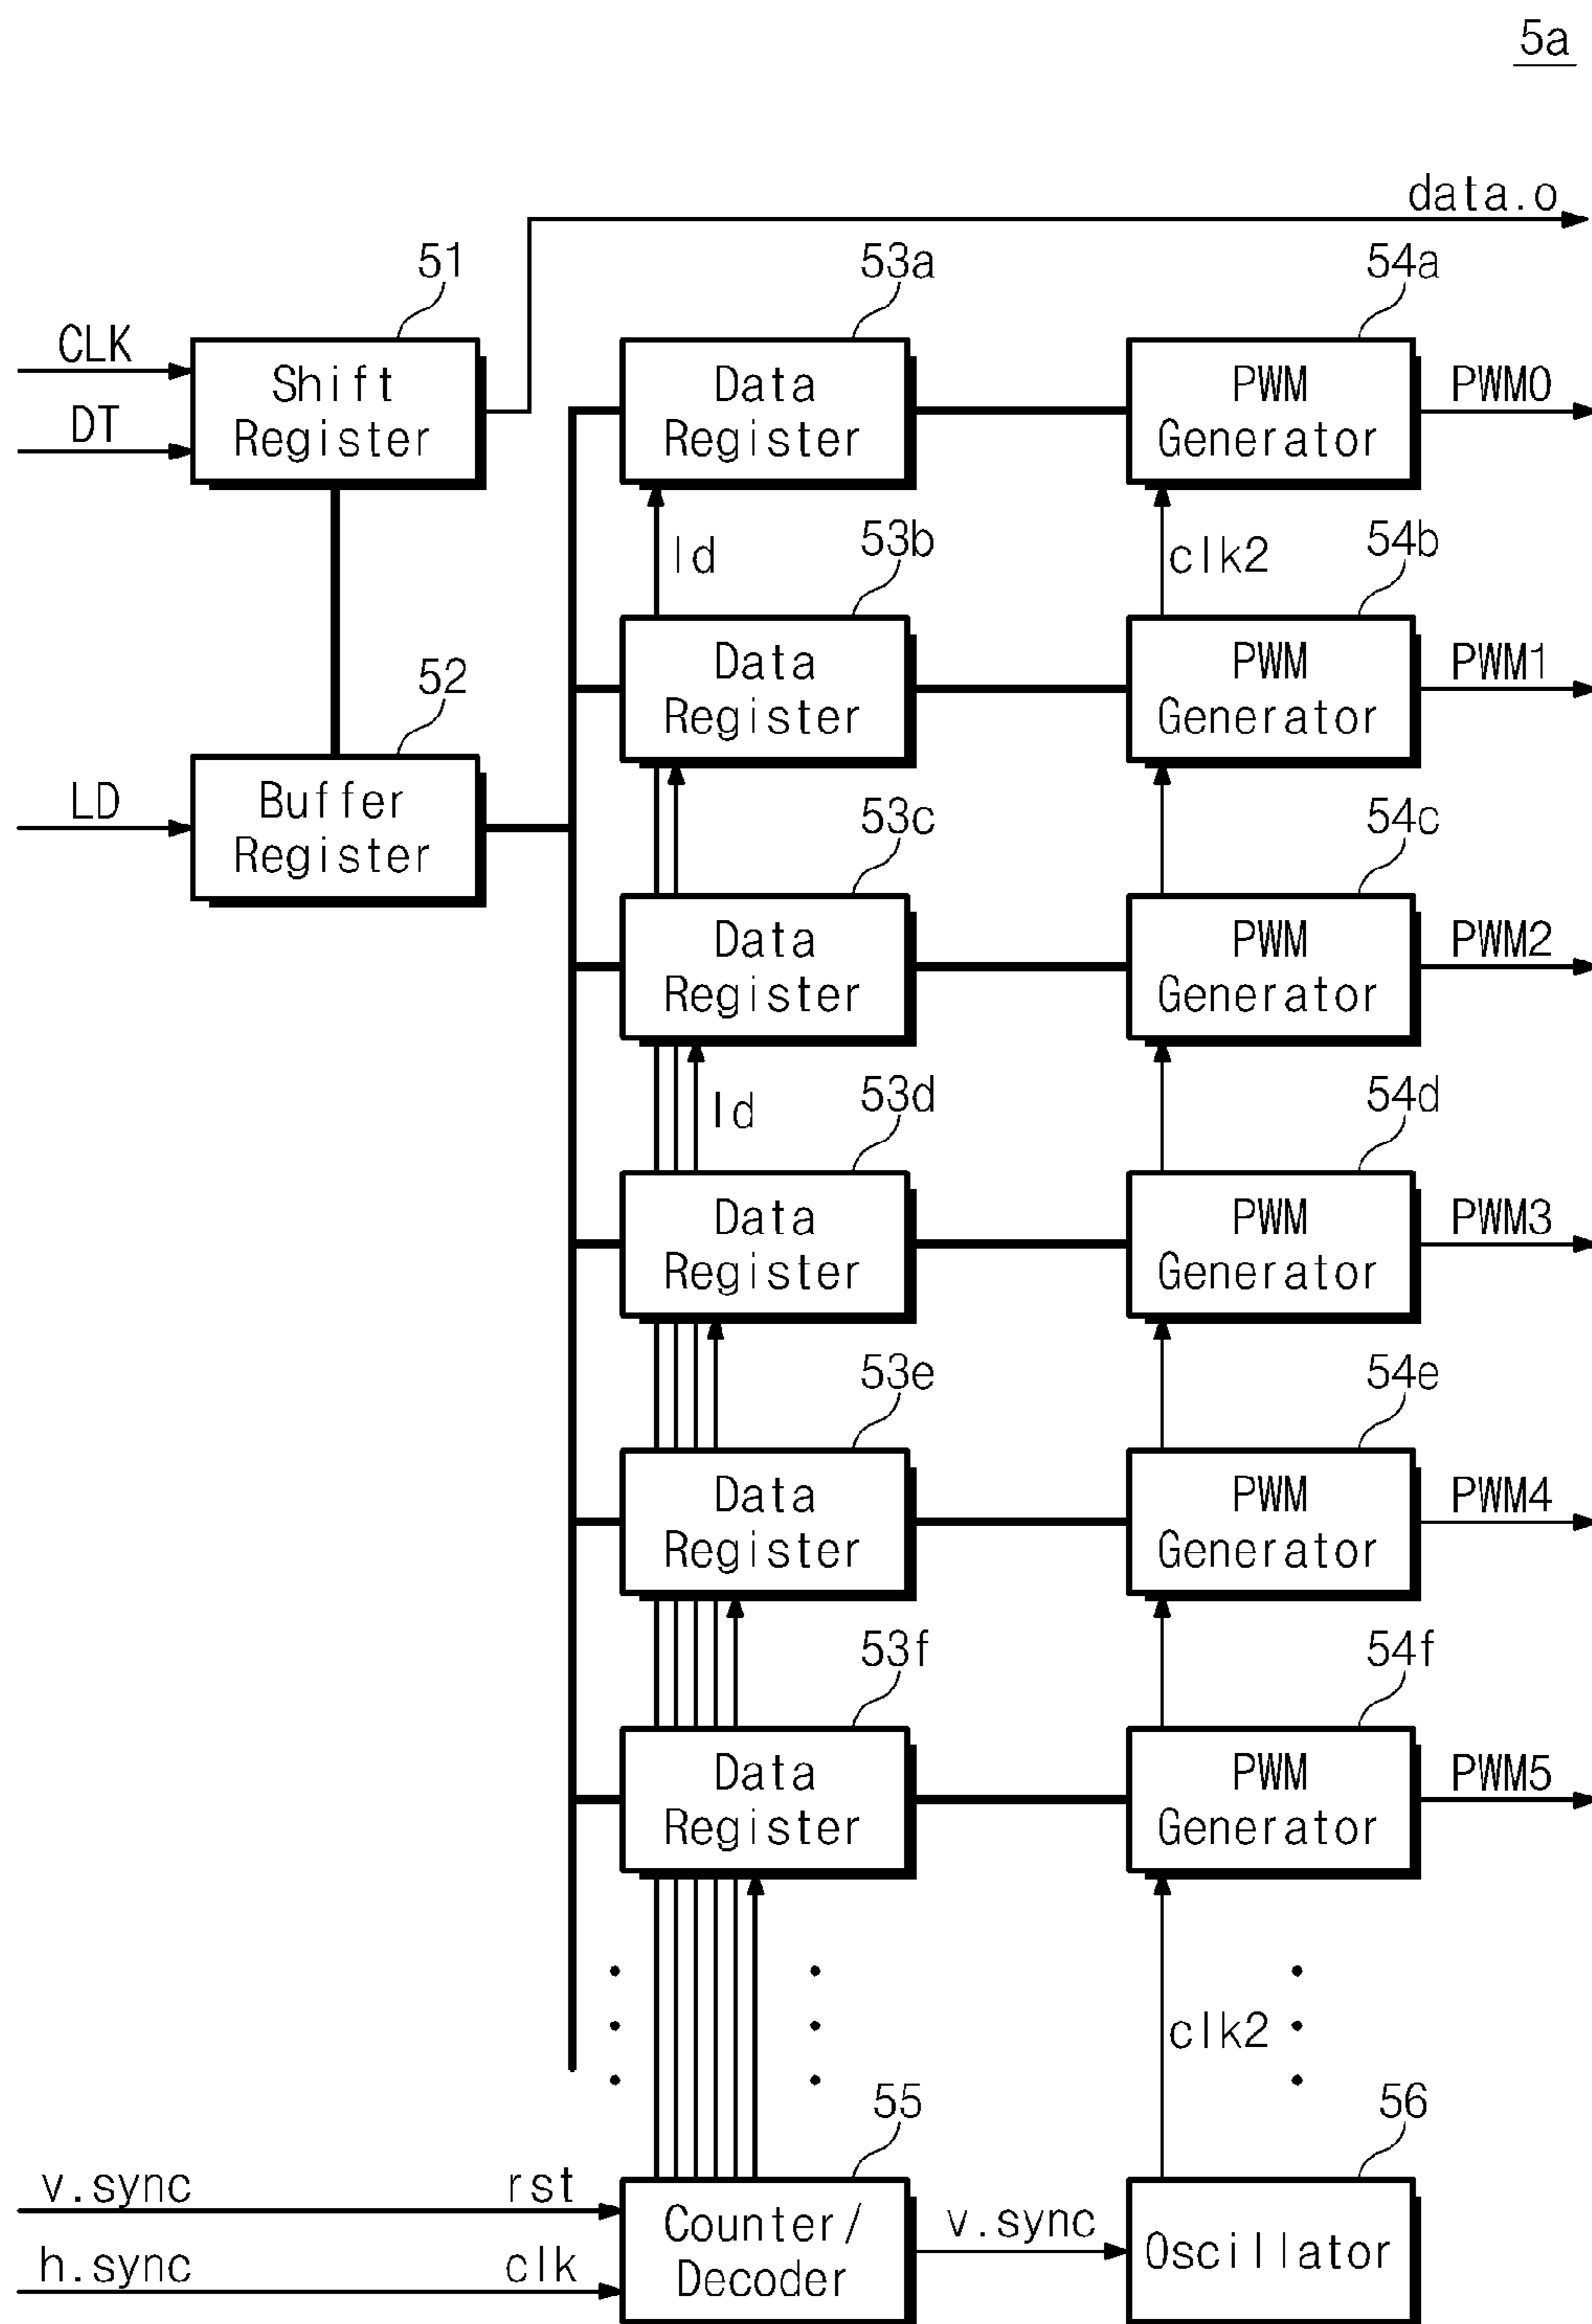 5a
data.o
51
53a
54a
CLK
DT
Shift
Register
Data
Register
PWM
Generator
PWM0
ld
53b
clk2
54b
Data
Register
PWM
Generator
PWM1
52
LD
Buffer
Register
53c
54c
Data
Register
PWM
Generator
PWM2
ld
53d
54d
Data
Register
PWM
Generator
PWM3
53e
54e
Data
Register
PWM
Generator
PWM4
53f
54f
Data
Register
PWM
Generator
PWM5
clk2
55
56
v.sync
rst
h.sync
clk
Counter/
Decoder
v.sync
Oscillator